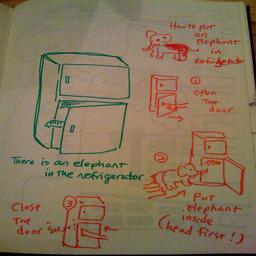 How to put
an
elephant
in
refrigerator
1
open
The
door
There is an elephant
in the refrigerator
2
Put
elephant
inside
(head first!)
3
Close
The
door